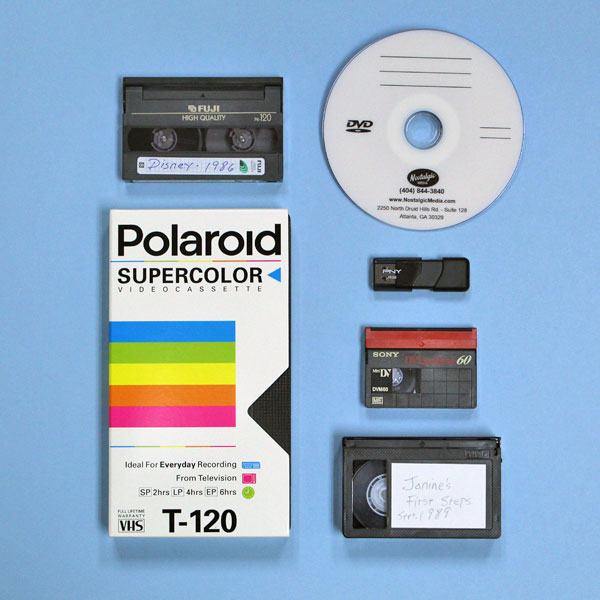 FUJI
HIGH QUALITY P6-120
Disney - 1986
FUJI
DVD
Nostalgic
MEDIA
(404) 844-3840
www.NostalgicMedia.com
2250 North Druid Hills Rd. - Suite 128
Atlanta, GA 30329
Polaroid
SUPERCOLOR
VIDEOCASSETTE
Ideal For Everyday Recording
From Television
SP 2hrs LP 4hrs EP 6hrs
FULL LIFETIME
WARRANTY
VHS
T-120
PNY
SONY
60
Mini DV
DVM60
Janine's
First Steps
Sept. 1989